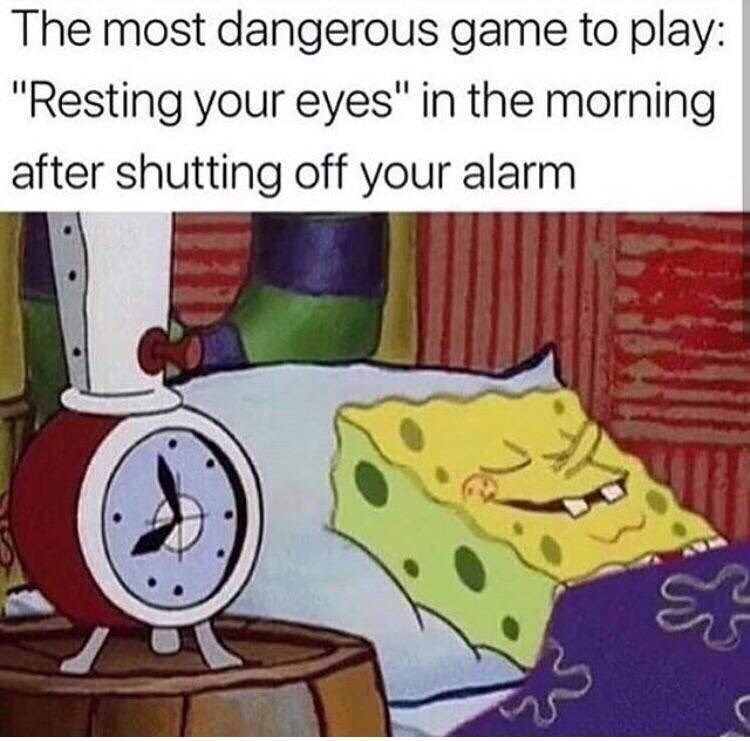 The most dangerous game to play:
"Resting your eyes" in the morning
after shutting off your alarm